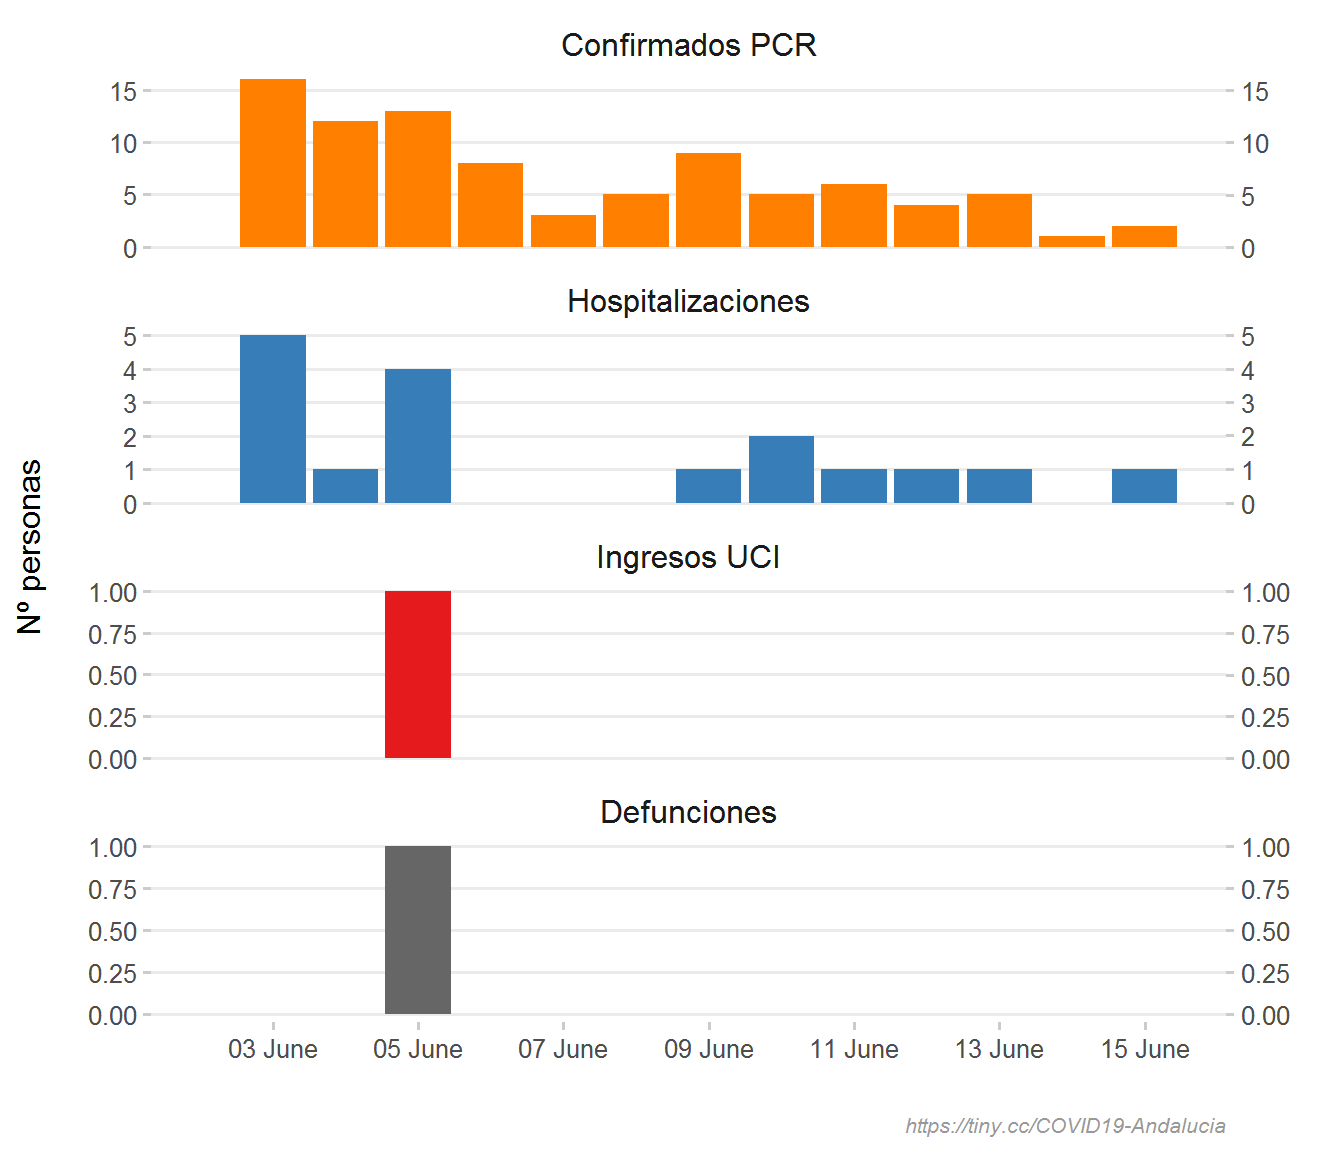 Confirmados PCR
15 15
10 10
5 5
0 0
Hospitalizaciones
5 5
4 4
3 3
2 2
1 1
0 0
Nº personas
Ingresos UCI
1.00 1.00
0.75 0.75
0.50 0.50
0.25 0.25
0.00 0.00
Defunciones
1.00 1.00
0.75 0.75
0.50 0.50
0.25 0.25
0.00 0.00
03 June 05 June 07 June 09 June 11 June 13 June 15 June
https://tiny.cc/COVID19-Andalucia